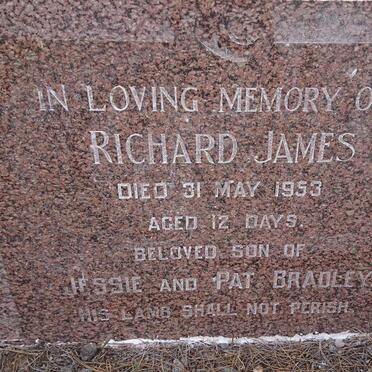 IN LOVING MEMORY O
RICHARD JAMES
DIED 31 MAY 1953
AGED 12 DAYS.
BELOVED SON OF
JESSIE AND PAT BRADLEY
HIS LAMB SHALL NOT PERISH.